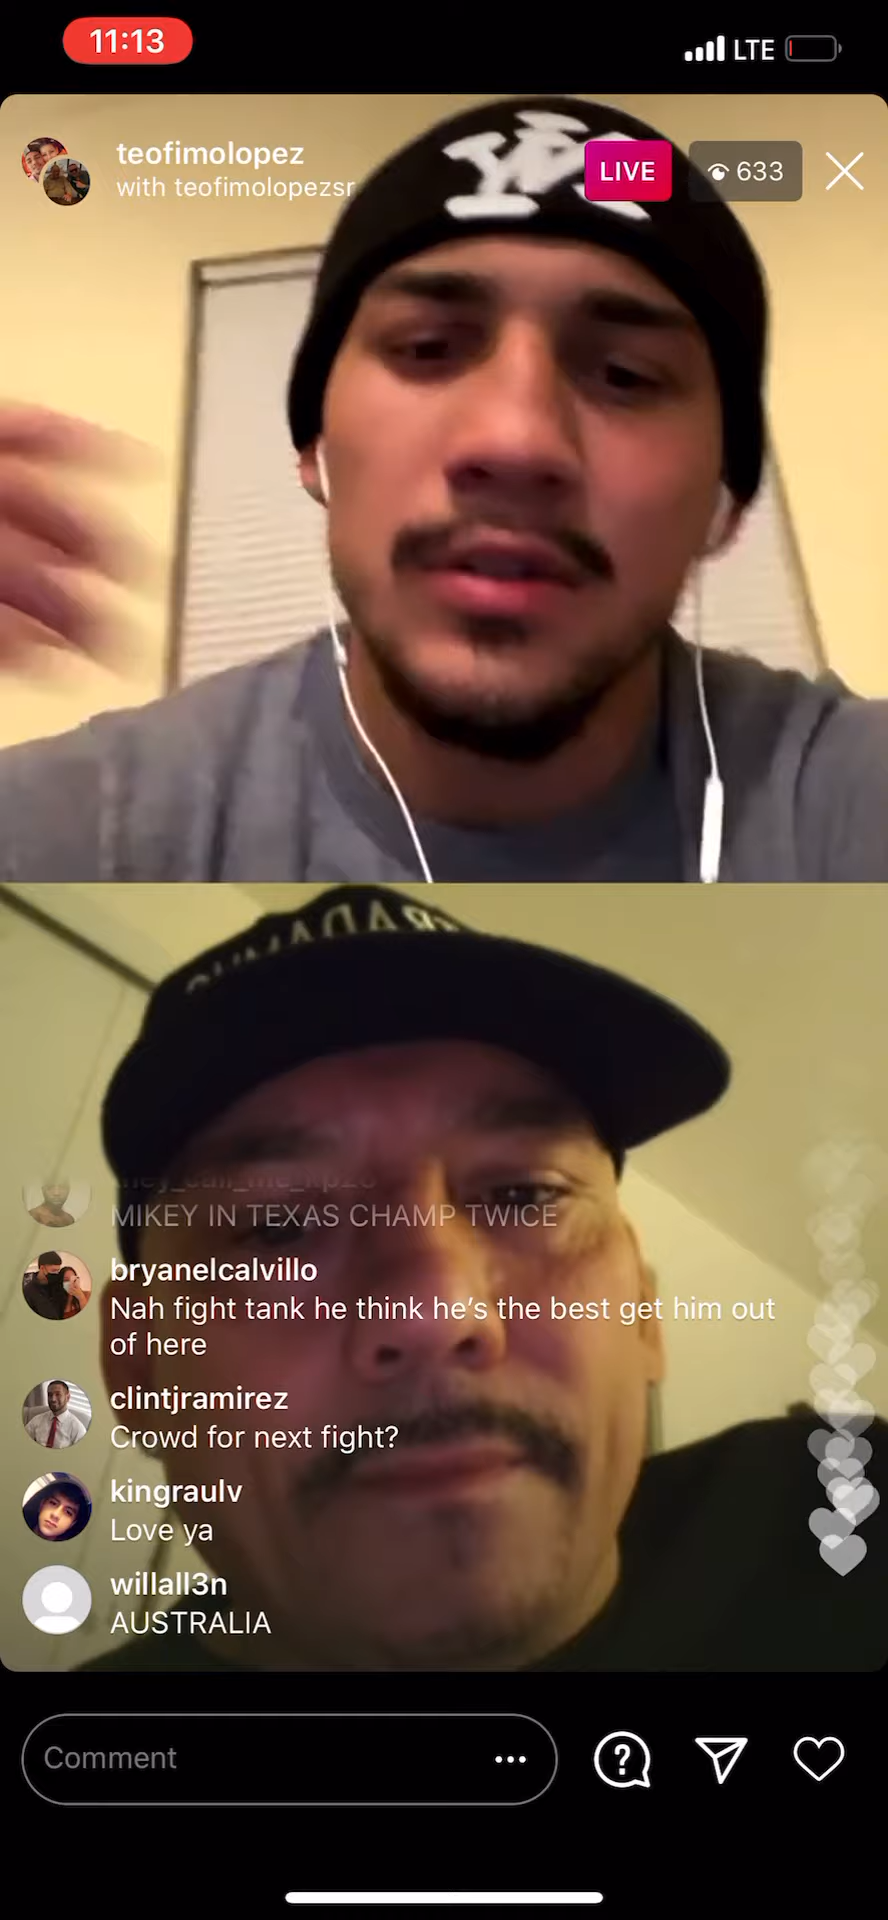 11:13
LTE
teofimolopez
with teofimolopezsr
LIVE
633
MIKEY IN TEXAS CHAMP TWICE
bryanelcalvillo
Nah fight tank he think he’s the best get him out
of here
clintjramirez
Crowd for next fight?
kingraulv
Love ya
willall3n
AUSTRALIA
Comment